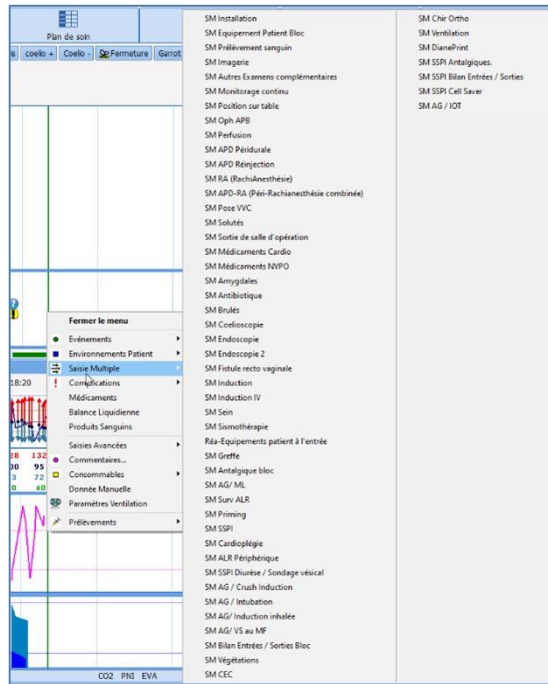 Plan de soin
s coelio + Coelio - Fermeture Garrot
18:20
28 132
00 95
3 72
0 40
CO2 PNI EVA
Fermer le menu
Evénements
Environnements Patient
Saisie Multiple
Complications
Médicaments
Balance Liquidienne
Produits Sanguins
Saisies Avancées
Commentaires...
Consommables
Donnée Manuelle
Paramètres Ventilation
Prélèvements
SM Installation
SM Equipement Patient Bloc
SM Prélèvement sanguin
SM Imagerie
SM Autres Examens complémentaires
SM Monitorage continu
SM Position sur table
SM Oph APB
SM Perfusion
SM APD Péridurale
SM APD Réinjection
SM RA (RachiAnesthésie)
SM APD-RA (Péri-Rachianesthésie combinée)
SM Pose VVC
SM Solutés
SM Sortie de salle d'opération
SM Médicaments Cardio
SM Médicaments NVPO
SM Amygdales
SM Antibiotique
SM Brulés
SM Coelioscopie
SM Endoscopie
SM Endoscopie 2
SM Fistule recto vaginale
SM Induction
SM Induction IV
SM Sein
SM Sismothérapie
Réa-Equipements patient à l'entrée
SM Greffe
SM Antalgique bloc
SM AG/ ML
SM Surv ALR
SM Priming
SM SSPI
SM Cardioplégie
SM ALR Périphérique
SM SSPI Diurèse / Sondage vésical
SM AG / Crush Induction
SM AG / Intubation
SM AG/ Induction inhalée
SM AG/ VS au MF
SM Bilan Entrées / Sorties Bloc
SM Végétations
SM CEC
SM Chir Ortho
SM Ventilation
SM DianePrint
SM SSPI Antalgiques.
SM SSPI Bilan Entrées / Sorties
SM SSPI Cell Saver
SM AG / IOT